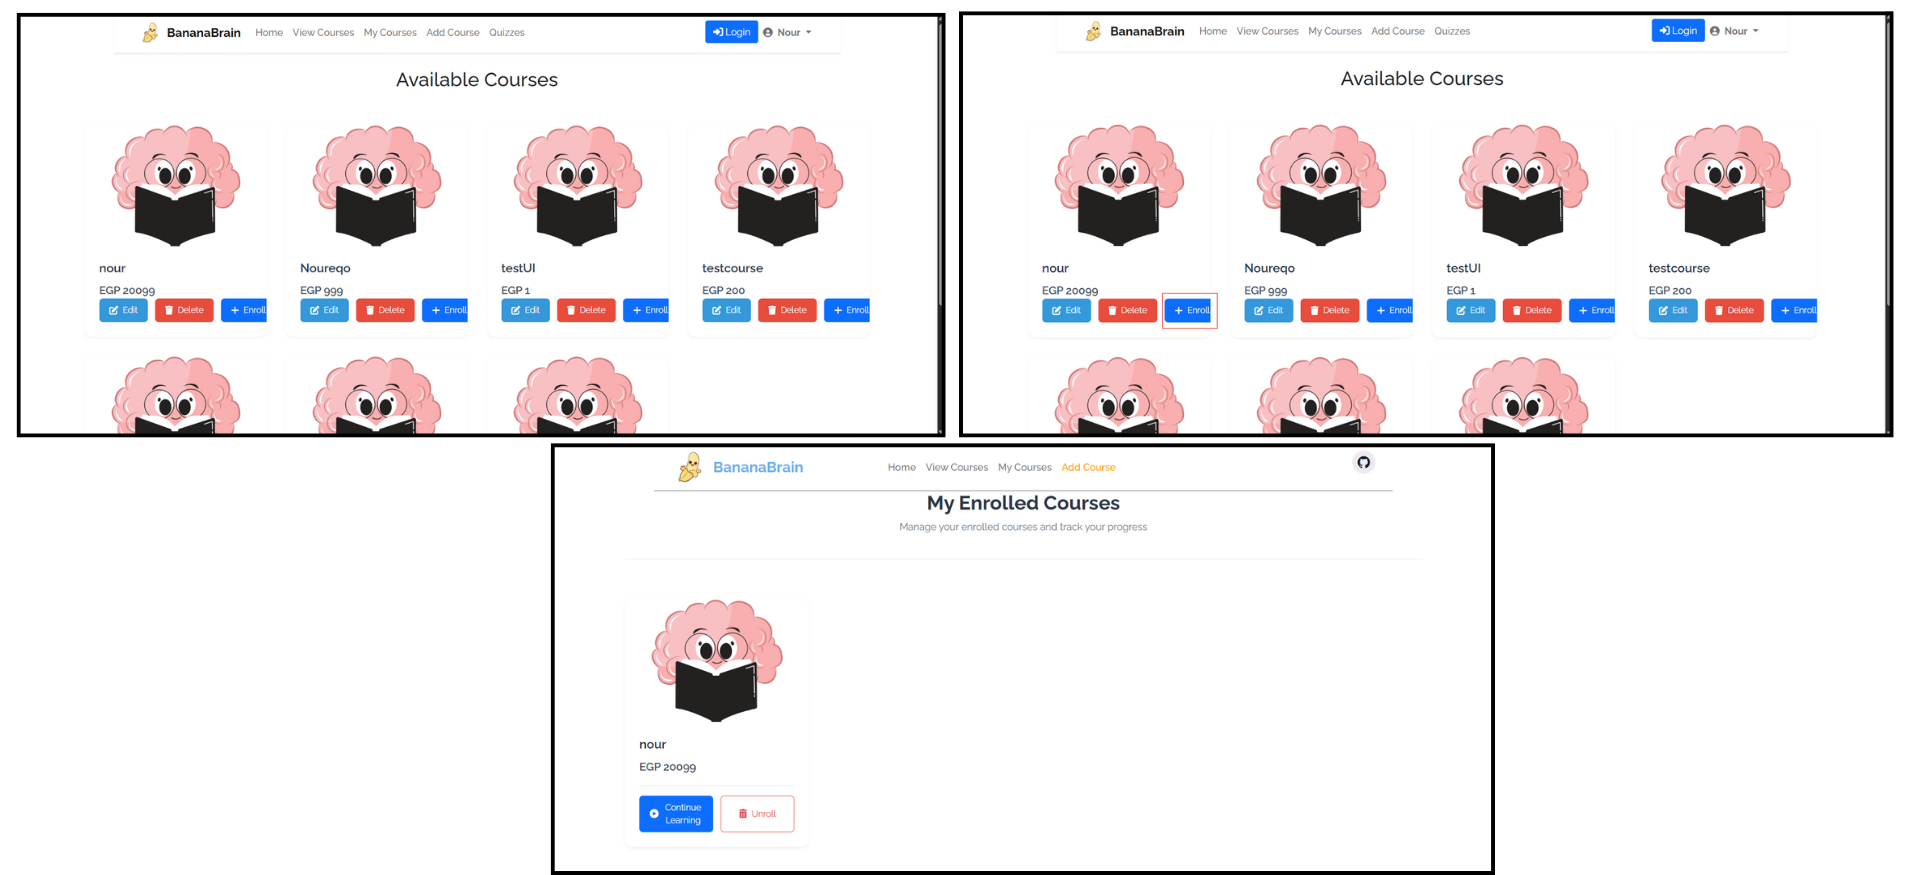 BananaBrain Home View Courses My Courses Add Course Quizzes Login Nour
Available Courses
nour Noureqo testUI testcourse
EGP 20099 EGP 999 EGP 1 EGP 200
Edit Delete + Enroll Edit Delete + Enroll Edit Delete + Enroll Edit Delete + Enroll
BananaBrain Home View Courses My Courses Add Course Quizzes Login Nour
Available Courses
nour Noureqo testUI testcourse
EGP 20099 EGP 999 EGP 1 EGP 200
Edit Delete + Enroll Edit Delete + Enroll Edit Delete + Enroll Edit Delete + Enroll
BananaBrain Home View Courses My Courses Add Course
My Enrolled Courses
Manage your enrolled courses and track your progress
nour
EGP 20099
Continue
Learning
Unroll